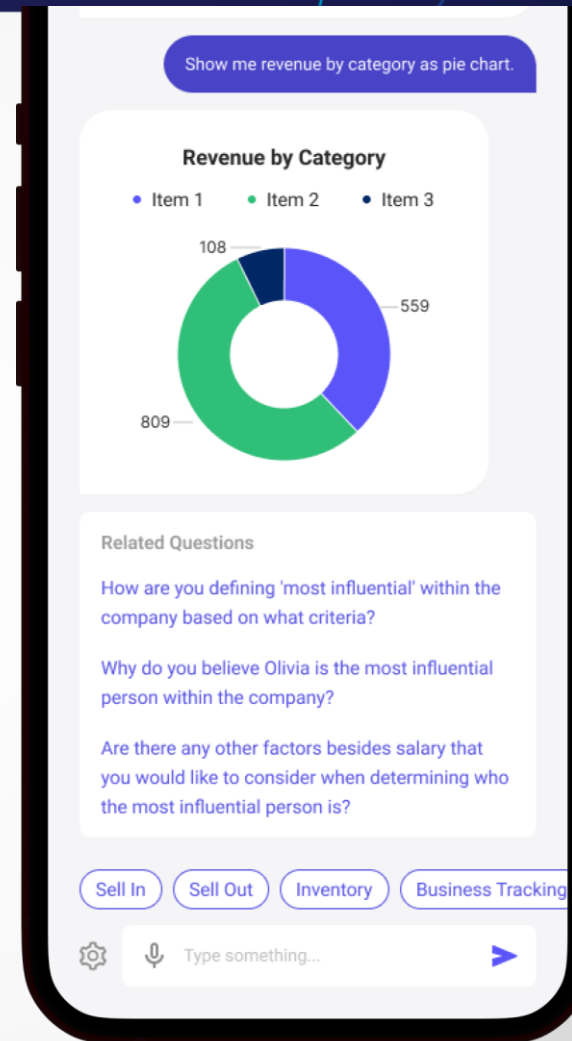 Show me revenue by category as pie chart.
Revenue by Category
Item 1 Item 2 Item 3
108
559
809
Related Questions
How are you defining 'most influential' within the
company based on what criteria?
Why do you believe Olivia is the most influential
person within the company?
Are there any other factors besides salary that
you would like to consider when determining who
the most influential person is?
Sell In Sell Out Inventory Business Tracking
Type something...